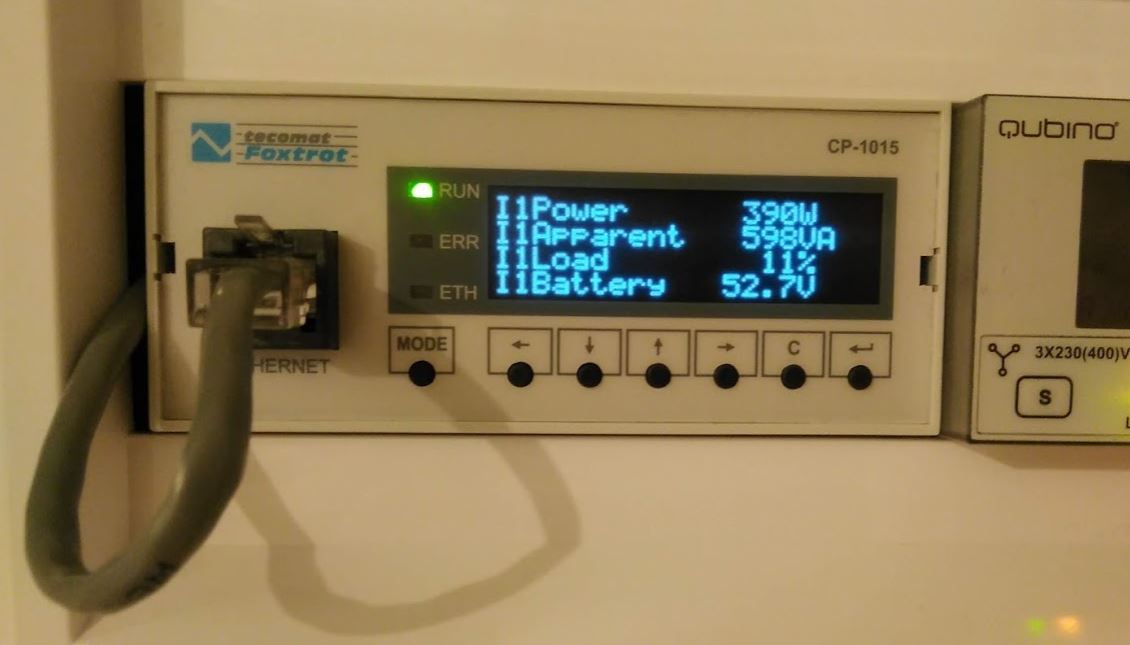 tecomat
Foxtrot
CP-1015
RUN
ERR
ETH
I1Power 390W
I1Apparent 598VA
I1Load 11%
I1Battery 52.7V
HERNET
MODE
← ↓ ↑ → C ↵
QUBINO
3X230(400)V
S
L